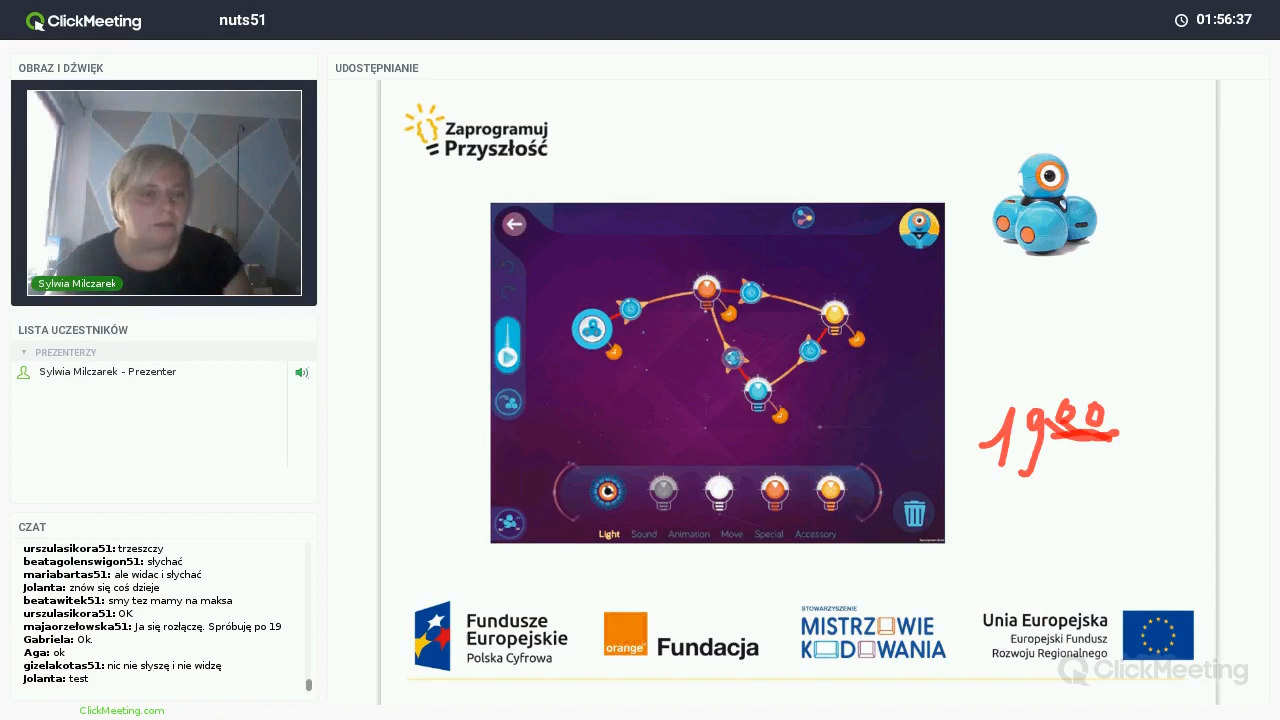 ClickMeeting
nuts51
01:56:37
OBRAZ I DŹWIĘK
Sylwia Milczarek
LISTA UCZESTNIKÓW
PREZENTERZY
Sylwia Milczarek - Prezenter
CZAT
urszulasikora51: trzeszczy
beatagolenswigon51: słychać
mariabartas51: ale widac i słychać
Jolanta: znów się coś dzieje
beatawitek51: smy tez mamy na maksa
urszulasikora51: OK
majaorzełowska51: Ja się rozłączę. Spróbuję po 19
Gabriela: Ok.
Aga: ok
gizelakotas51: nic nie słyszę i nie widzę
Jolanta: test
ClickMeeting.com
UDOSTĘPNIANIE
Zaprogramuj
Przyszłość
Light Sound Animation Move Special Accessory
19 00
Fundusze
Europejskie
Polska Cyfrowa
orange
Fundacja
STOWARZYSZENIE
MISTRZOWIE
KODOWANIA
Unia Europejska
Europejski Fundusz
Rozwoju Regionalnego
ClickMeeting